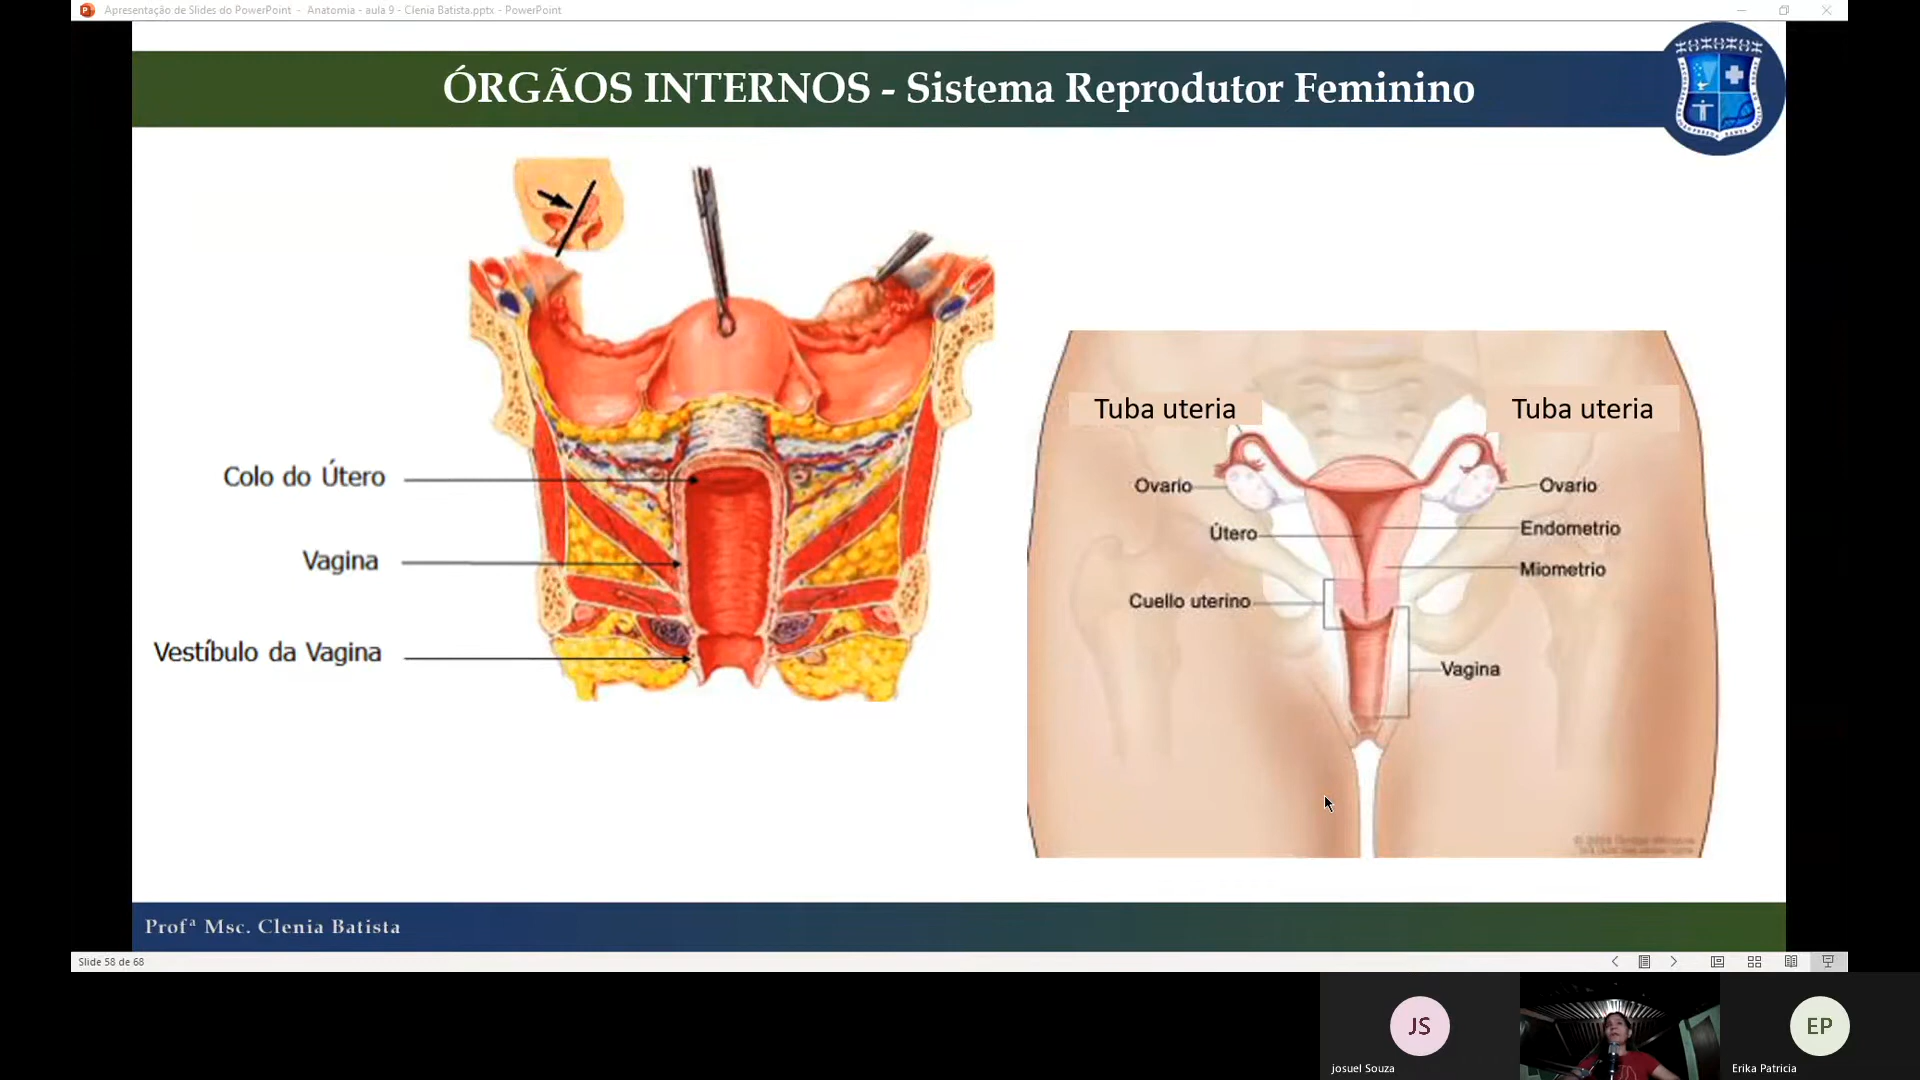 Apresentação de Slides do PowerPoint - Anatomia - aula 9 - Clenia Batista.pptx - PowerPoint
ÓRGÃOS INTERNOS - Sistema Reprodutor Feminino
Colo do Útero
Vagina
Vestíbulo da Vagina
Tuba uteria
Tuba uteria
Ovario
Ovario
Útero
Endometrio
Miometrio
Cuello uterino
Vagina
Profª Msc. Clenia Batista
Slide 58 de 68
JS
EP
josuel Souza
Erika Patricia